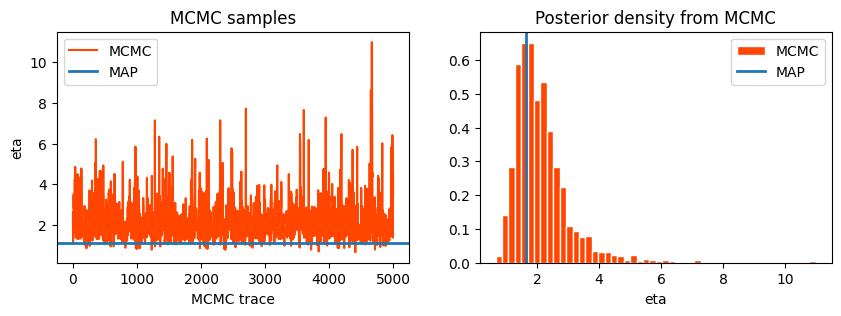 MCMC samples
MCMC
MAP
10
8
6
4
2
eta
0
1000
2000
3000
4000
5000
MCMC trace
Posterior density from MCMC
MCMC
MAP
0.6
0.5
0.4
0.3
0.2
0.1
0.0
2
4
6
8
10
eta